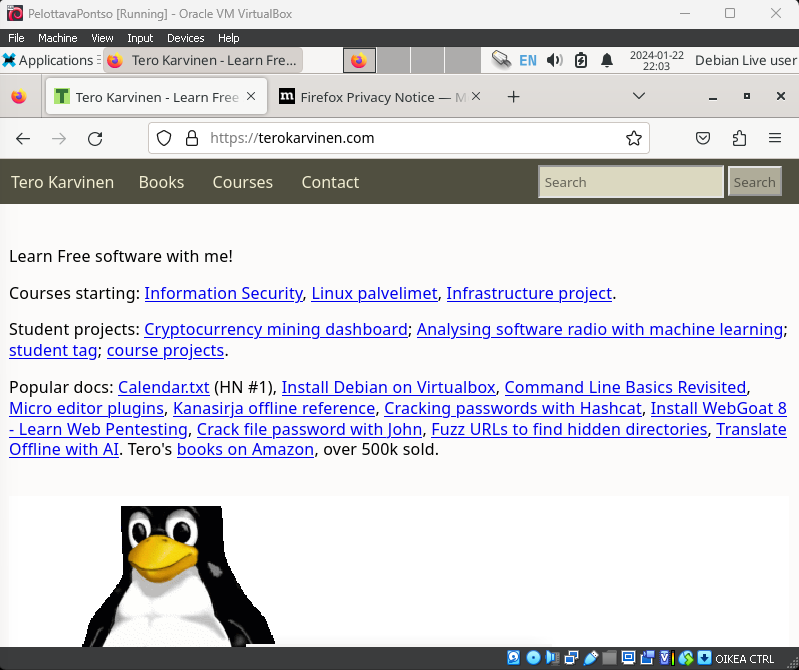 PelottavaPontso [Running] - Oracle VM VirtualBox
File Machine View Input Devices Help
Applications Tero Karvinen - Learn Fre... EN 2024-01-22 22:03 Debian Live user
Tero Karvinen - Learn Free Firefox Privacy Notice — M
https://terokarvinen.com
Tero Karvinen Books Courses Contact Search Search
Learn Free software with me!
Courses starting: Information Security, Linux palvelimet, Infrastructure project.
Student projects: Cryptocurrency mining dashboard; Analysing software radio with machine learning;
student tag; course projects.
Popular docs: Calendar.txt (HN #1), Install Debian on Virtualbox, Command Line Basics Revisited,
Micro editor plugins, Kanasirja offline reference, Cracking passwords with Hashcat, Install WebGoat 8
- Learn Web Pentesting, Crack file password with John, Fuzz URLs to find hidden directories, Translate
Offline with AI. Tero's books on Amazon, over 500k sold.
OIKEA CTRL